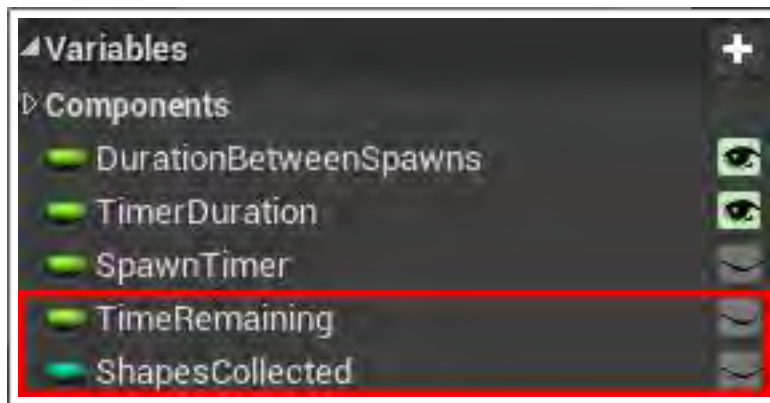 Variables
Components
DurationBetweenSpawns
TimerDuration
SpawnTimer
TimeRemaining
ShapesCollected